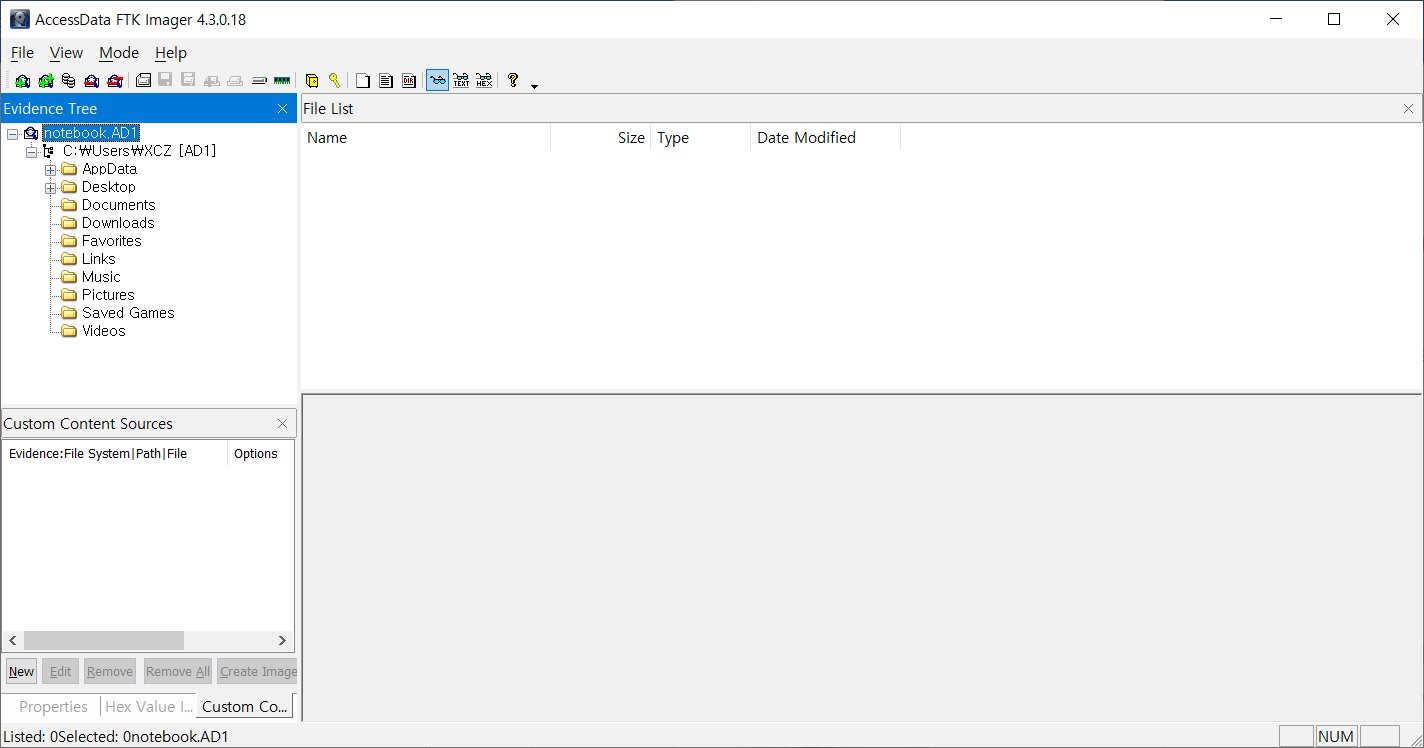 AccessData FTK Imager 4.3.0.18
File View Mode Help
TEXT HEX
Evidence Tree
notebook.AD1
C:₩Users₩XCZ [AD1]
AppData
Desktop
Documents
Downloads
Favorites
Links
Music
Pictures
Saved Games
Videos
File List
Name Size Type Date Modified
Custom Content Sources
Evidence:File System|Path|File Options
New Edit Remove Remove All Create Image
Properties Hex Value I... Custom Co...
Listed: 0Selected: 0notebook.AD1 NUM